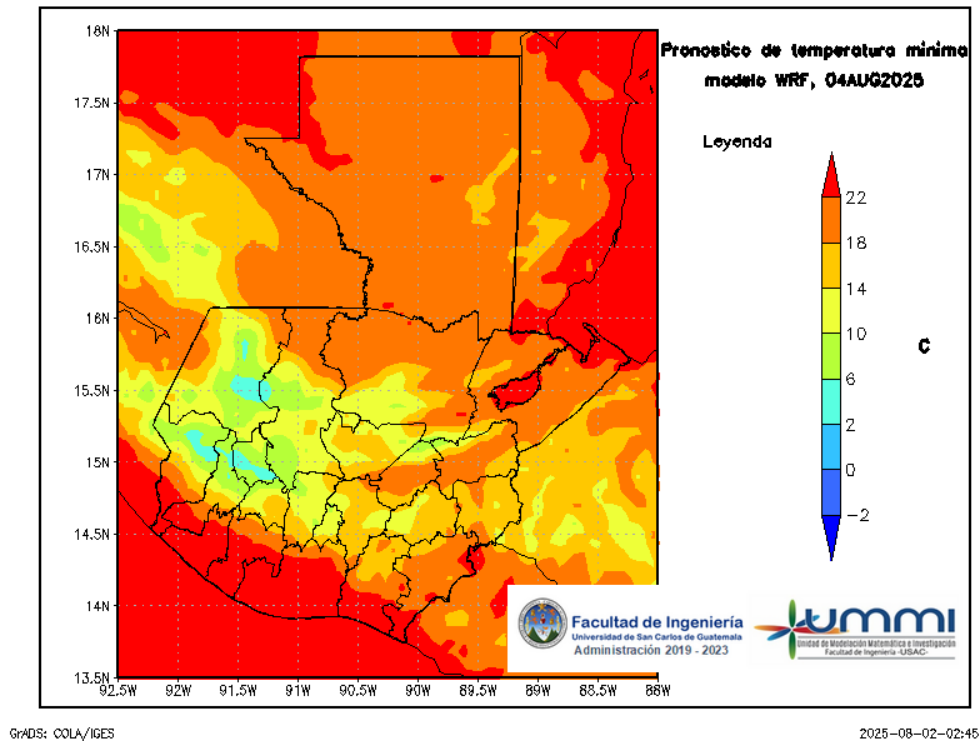 Pronostico de temperatura minima
modelo WRF, 04AUG2025
Leyenda
22
18
14
10
6
2
0
-2
C
18N
17.5N
17N
16.5N
16N
15.5N
15N
14.5N
14N
13.5N
92.5W
92W
91.5W
91W
90.5W
90W
89.5W
89W
88.5W
88W
Facultad de Ingeniería
Universidad de San Carlos de Guatemala
Administración 2019 - 2023
ummi
Unidad de Modelación Matemática e Investigación
Facultad de Ingeniería -USAC-
GrADS: COLA/IGES
2025-08-02-02:45